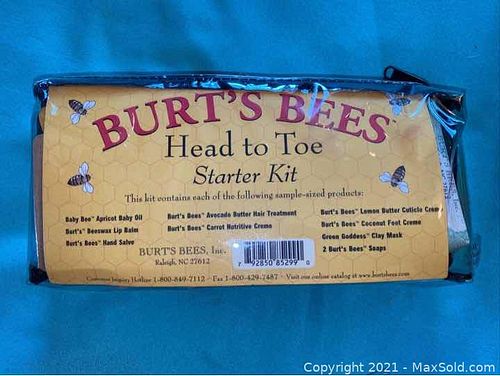 BURT'S BEES
Head to Toe
Starter Kit
This kit contains each of the following sample-sized products:
Baby Bee™ Apricot Baby Oil
Burt's™ Beeswax Lip Balm
Burt's Bees™ Hand Salve
Burt's Bees™ Avocado Butter Hair Treatment
Burt's Bees™ Carrot Nutritive Creme
Burt's Bees™ Lemon Butter Cuticle Creme
Burt's Bees™ Coconut Foot Creme
Green Goddess™ Clay Mask
2 Burt's Bees™ Soaps
BURT'S BEES, Inc.
Raleigh, NC 27612
7 92850 85299 0
Customer Inquiry Hotline 1-800-849-7112 · Fax 1-800-429-7487 · Visit our online catalog at www.burtsbees.com
Copyright © 2021 - MaxSold.com